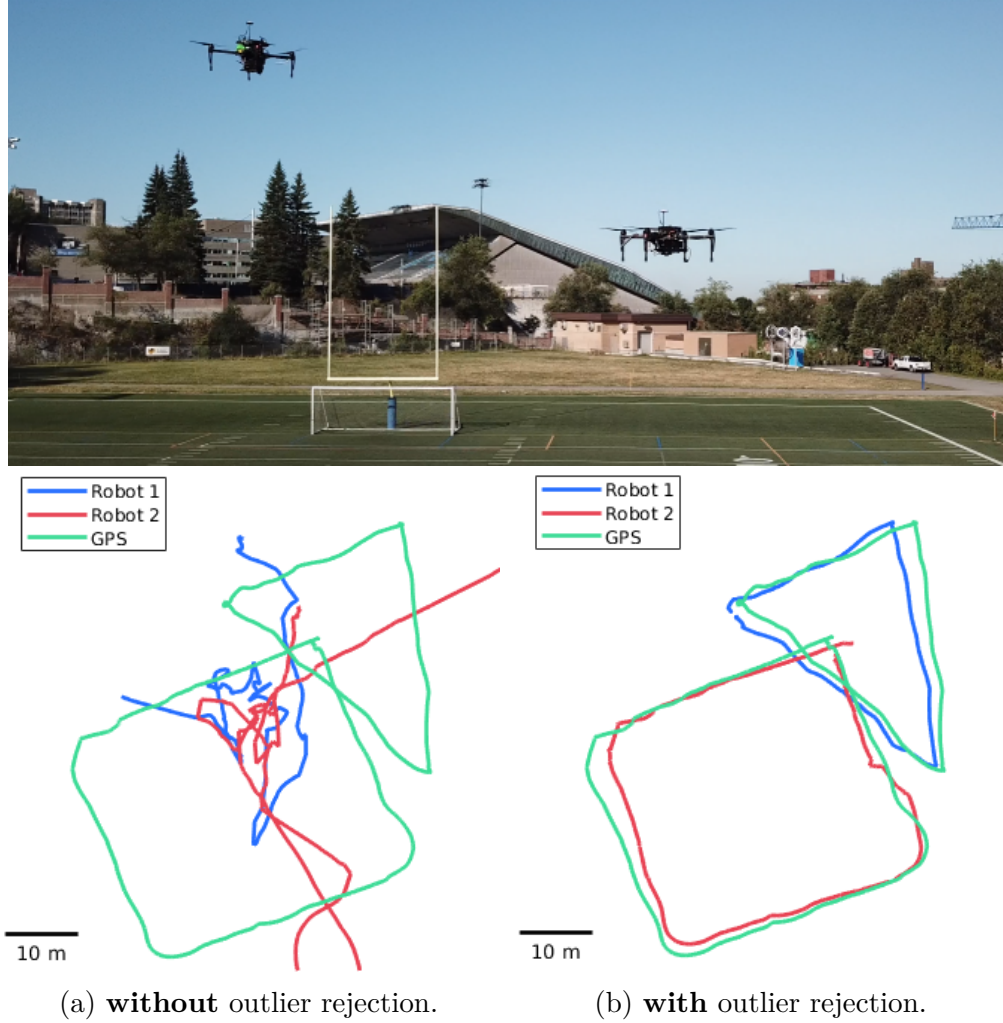 Robot 1
Robot 2
GPS
10 m
Robot 1
Robot 2
GPS
10 m
(a) without outlier rejection.
(b) with outlier rejection.